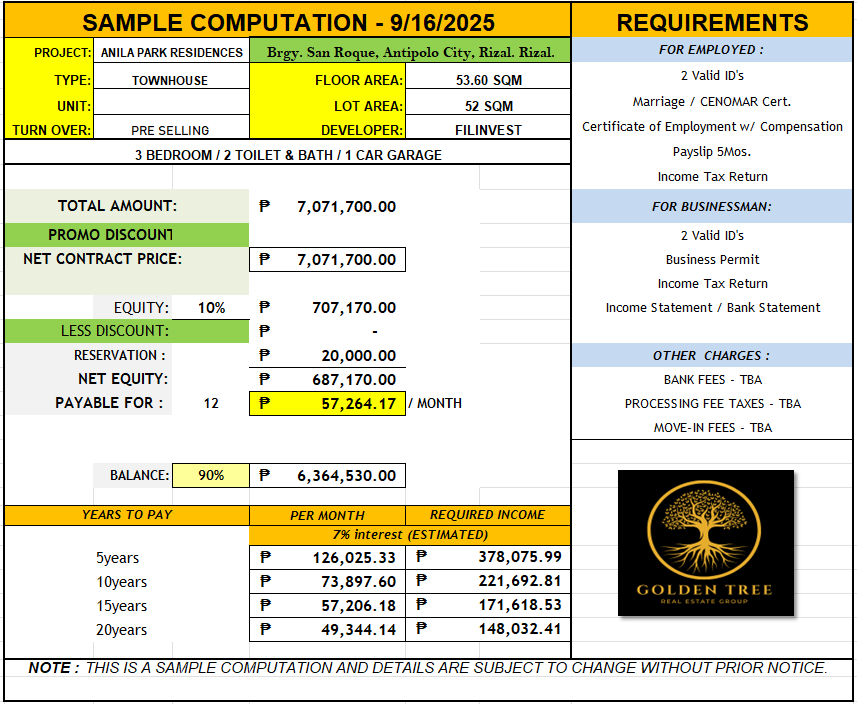 SAMPLE COMPUTATION - 9/16/2025
PROJECT: ANILA PARK RESIDENCES Brgy. San Roque, Antipolo City, Rizal. Rizal.
TYPE: TOWNHOUSE FLOOR AREA: 53.60 SQM
UNIT: LOT AREA: 52 SQM
TURN OVER: PRE SELLING DEVELOPER: FILINVEST
3 BEDROOM / 2 TOILET & BATH / 1 CAR GARAGE
TOTAL AMOUNT: ₱ 7,071,700.00
PROMO DISCOUNT
NET CONTRACT PRICE: ₱ 7,071,700.00
EQUITY: 10% ₱ 707,170.00
LESS DISCOUNT: ₱ -
RESERVATION : ₱ 20,000.00
NET EQUITY: ₱ 687,170.00
PAYABLE FOR : 12 ₱ 57,264.17 / MONTH
BALANCE: 90% ₱ 6,364,530.00
YEARS TO PAY PER MONTH REQUIRED INCOME
7% interest (ESTIMATED)
5years ₱ 126,025.33 ₱ 378,075.99
10years ₱ 73,897.60 ₱ 221,692.81
15years ₱ 57,206.18 ₱ 171,618.53
20years ₱ 49,344.14 ₱ 148,032.41
REQUIREMENTS
FOR EMPLOYED :
2 Valid ID's
Marriage / CENOMAR Cert.
Certificate of Employment w/ Compensation
Payslip 5Mos.
Income Tax Return
FOR BUSINESSMAN:
2 Valid ID's
Business Permit
Income Tax Return
Income Statement / Bank Statement
OTHER CHARGES :
BANK FEES - TBA
PROCESSING FEE TAXES - TBA
MOVE-IN FEES - TBA
GOLDEN TREE
REAL ESTATE GROUP
NOTE : THIS IS A SAMPLE COMPUTATION AND DETAILS ARE SUBJECT TO CHANGE WITHOUT PRIOR NOTICE.